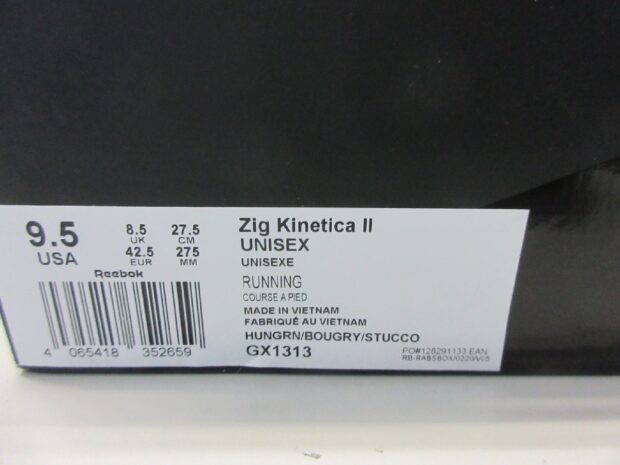 9.5
USA
8.5
UK
42.5
EUR
27.5
CM
275
MM
Reebok
4 065418 352659
Zig Kinetica II
UNISEX
UNISEXE
RUNNING
COURSE A PIED
MADE IN VIETNAM
FABRIQUÉ AU VIETNAM
HUNGRN/BOUGRY/STUCCO
GX1313
PO#128291133 EAN